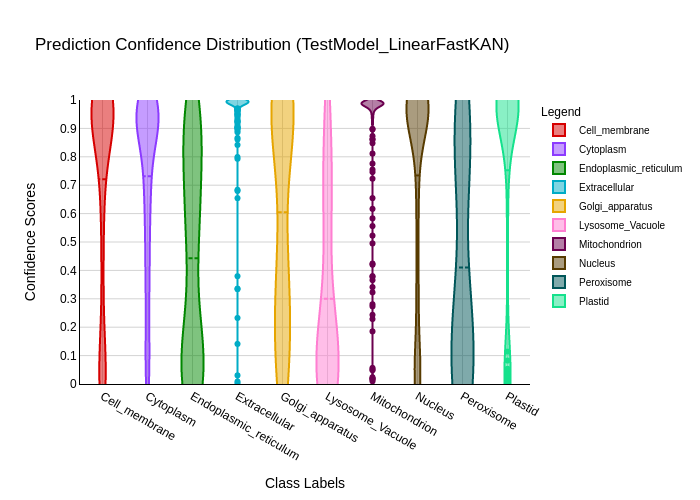 Prediction Confidence Distribution (TestModel_LinearFastKAN)
Confidence Scores
1
0.9
0.8
0.7
0.6
0.5
0.4
0.3
0.2
0.1
0
Cell_membrane
Cytoplasm
Endoplasmic_reticulum
Extracellular
Golgi_apparatus
Lysosome_Vacuole
Mitochondrion
Nucleus
Peroxisome
Plastid
Class Labels
Legend
Cell_membrane
Cytoplasm
Endoplasmic_reticulum
Extracellular
Golgi_apparatus
Lysosome_Vacuole
Mitochondrion
Nucleus
Peroxisome
Plastid